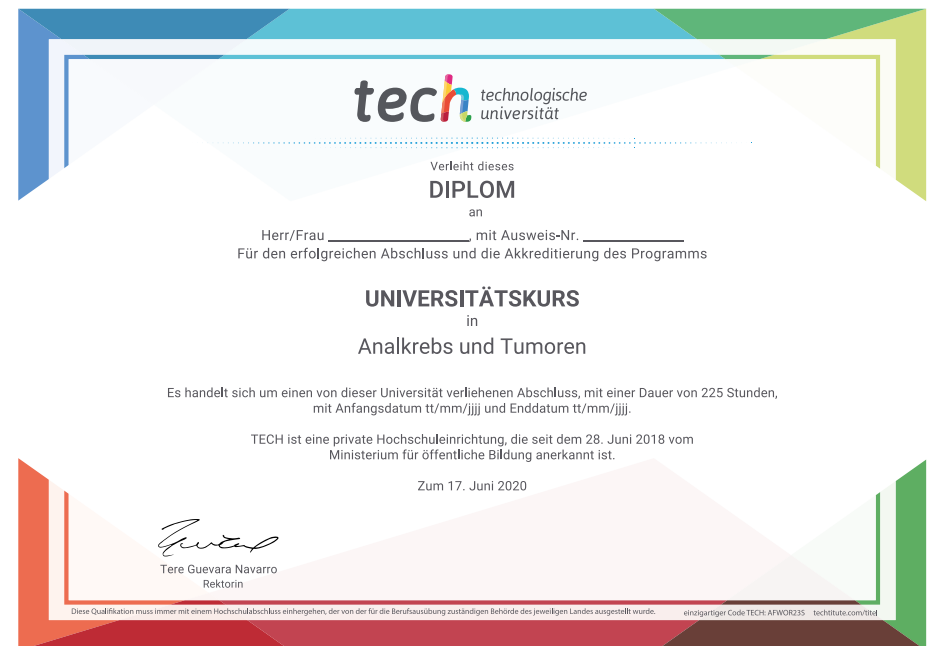 tech technologische
universität
Verleiht dieses
DIPLOM
an
Herr/Frau ____________________, mit Ausweis-Nr. ______________
Für den erfolgreichen Abschluss und die Akkreditierung des Programms
UNIVERSITÄTSKURS
in
Analkrebs und Tumoren
Es handelt sich um einen von dieser Universität verliehenen Abschluss, mit einer Dauer von 225 Stunden,
mit Anfangsdatum tt/mm/jjjj und Enddatum tt/mm/jjjj.
TECH ist eine private Hochschuleinrichtung, die seit dem 28. Juni 2018 vom
Ministerium für öffentliche Bildung anerkannt ist.
Zum 17. Juni 2020
Tere Guevara Navarro
Rektorin
Diese Qualifikation muss immer mit einem Hochschulabschluss einhergehen, der von der für die Berufsausübung zuständigen Behörde des jeweiligen Landes ausgestellt wurde. einzigartiger Code TECH: AFWOR23S techtitute.com/titel